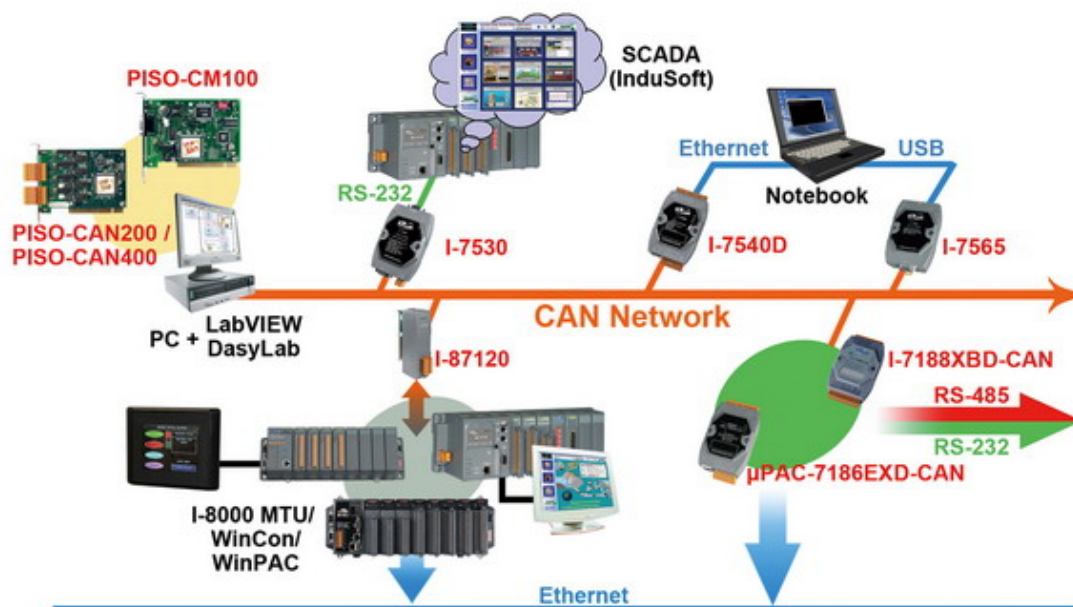 PISO-CM100
SCADA
(InduSoft)
Ethernet
USB
Notebook
RS-232
PISO-CAN200 /
PISO-CAN400
I-7530
I-7540D
I-7565
CAN Network
PC +
LabVIEW
DasyLab
I-87120
I-7188XBD-CAN
RS-485
RS-232
µPAC-7186EXD-CAN
I-8000 MTU/
WinCon/
WinPAC
Ethernet